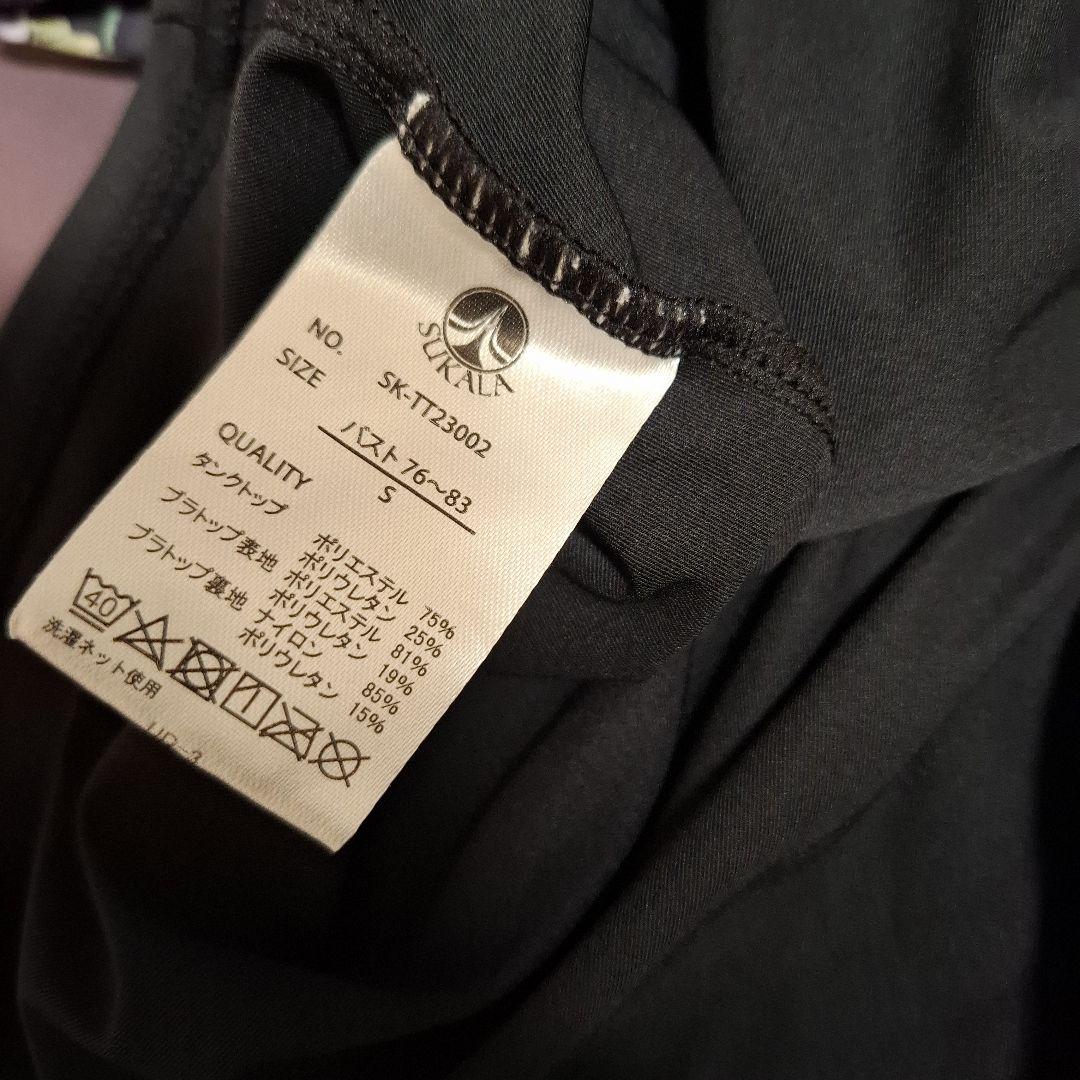 SUKALA
NO. SK-TT23002
SIZE バスト 76〜83
S
QUALITY
タンクトップ ポリエステル 75%
ポリウレタン 25%
ブラトップ表地 ポリエステル 81%
ポリウレタン 19%
ブラトップ裏地 ナイロン 85%
ポリウレタン 15%
40
洗濯ネット使用